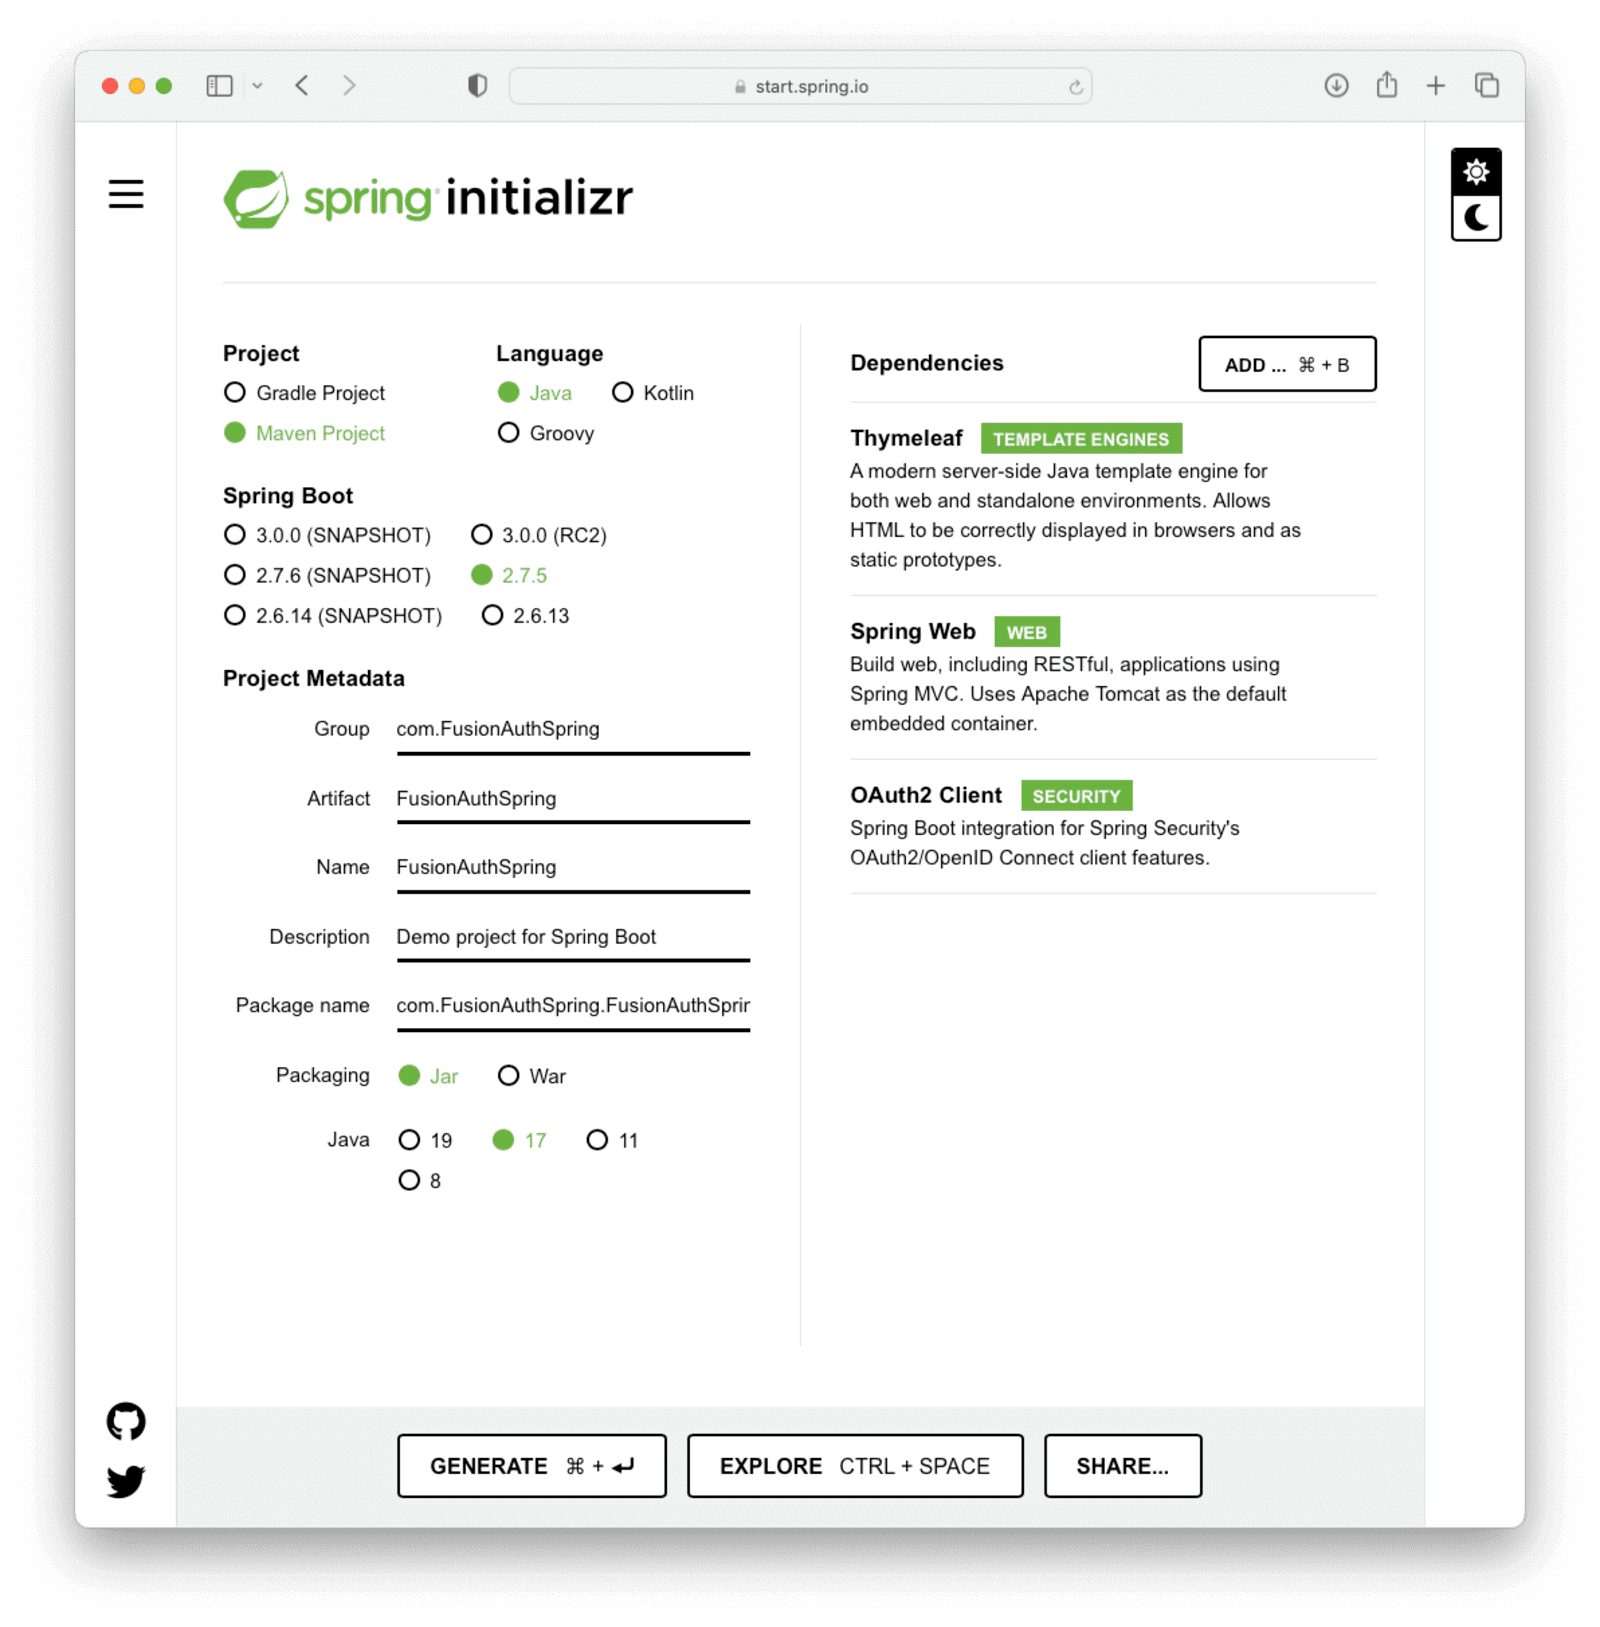 start.spring.io
spring initializr
Project
Gradle Project
Maven Project
Language
Java Kotlin
Groovy
Spring Boot
3.0.0 (SNAPSHOT) 3.0.0 (RC2)
2.7.6 (SNAPSHOT) 2.7.5
2.6.14 (SNAPSHOT) 2.6.13
Project Metadata
Group com.FusionAuthSpring
Artifact FusionAuthSpring
Name FusionAuthSpring
Description Demo project for Spring Boot
Package name com.FusionAuthSpring.FusionAuthSprin
Packaging Jar War
Java 19 17 11
8
Dependencies ADD ... ⌘ + B
Thymeleaf TEMPLATE ENGINES
A modern server-side Java template engine for
both web and standalone environments. Allows
HTML to be correctly displayed in browsers and as
static prototypes.
Spring Web WEB
Build web, including RESTful, applications using
Spring MVC. Uses Apache Tomcat as the default
embedded container.
OAuth2 Client SECURITY
Spring Boot integration for Spring Security's
OAuth2/OpenID Connect client features.
GENERATE ⌘ + ↵ EXPLORE CTRL + SPACE SHARE...